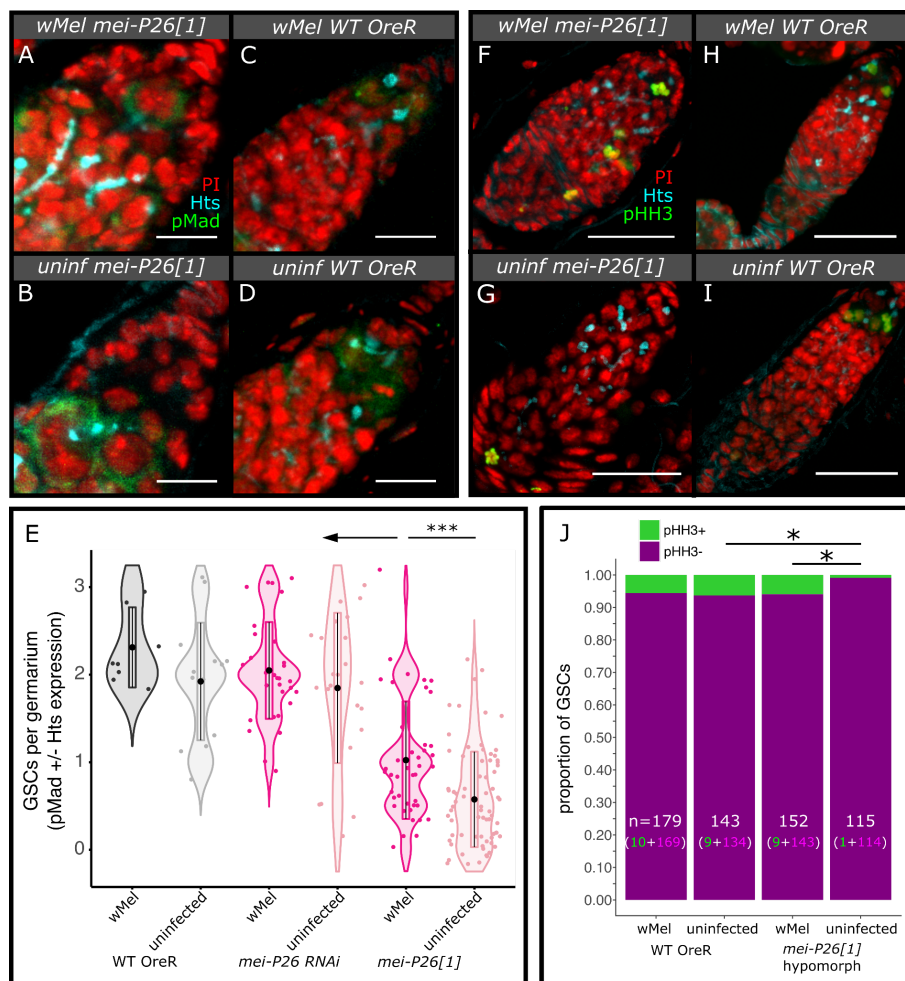 wMel mei-P26[1]
A
PI
Hts
pMad
wMel WT OreR
C
uninf mei-P26[1]
B
uninf WT OreR
D
wMel mei-P26[1]
F
PI
Hts
pHH3
wMel WT OreR
H
uninf mei-P26[1]
G
uninf WT OreR
I
E
***
GSCs per germarium
(pMad +/- Hts expression)
3
2
1
0
wMel
uninfected
wMel
uninfected
wMel
uninfected
WT OreR
mei-P26 RNAi
mei-P26[1]
J
pHH3+
pHH3-
*
*
proportion of GSCs
1.00
0.90
0.80
0.70
0.60
0.50
0.40
0.30
0.20
0.10
0.00
n=179
(10+169)
143
(9+134)
152
(9+143)
115
(1+114)
wMel
uninfected
wMel
uninfected
WT OreR
mei-P26[1]
hypomorph